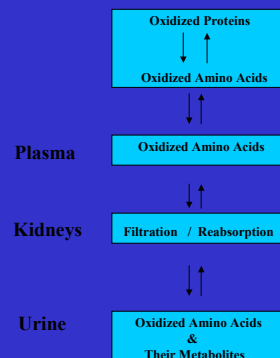 Oxidized Proteins
Oxidized Amino Acids
Plasma
Oxidized Amino Acids
Kidneys
Filtration / Reabsorption
Urine
Oxidized Amino Acids
&
Their Metabolites